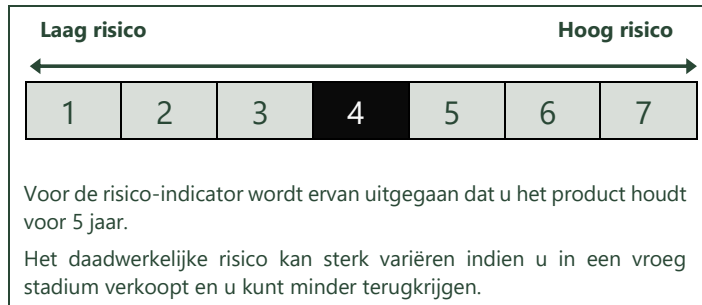 Laag risico Hoog risico
1 2 3 4 5 6 7
Voor de risico-indicator wordt ervan uitgegaan dat u het product houdt
voor 5 jaar.
Het daadwerkelijke risico kan sterk variëren indien u in een vroeg
stadium verkoopt en u kunt minder terugkrijgen.